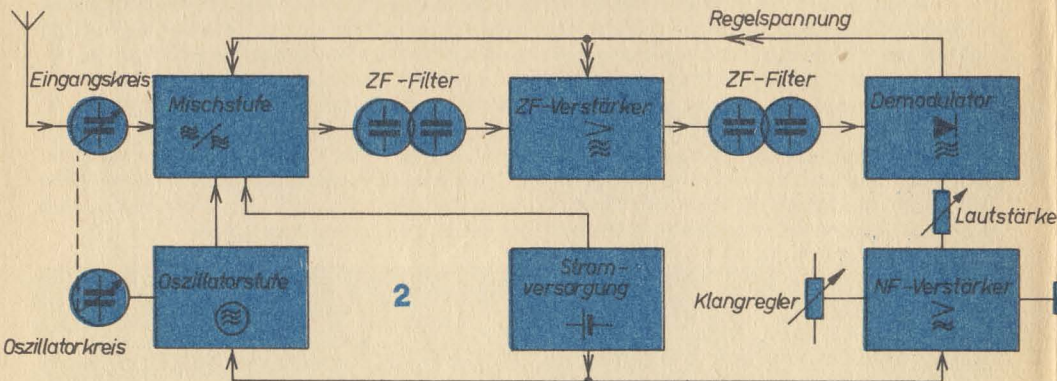 Regelspannung
Eingangskreis
Mischstufe
ZF-Filter
ZF-Verstärker
ZF-Filter
Demodulator
Lautstärke
Oszillatorstufe
2
Strom-
versorgung
Klangregler
NF-Verstärker
Oszillatorkreis